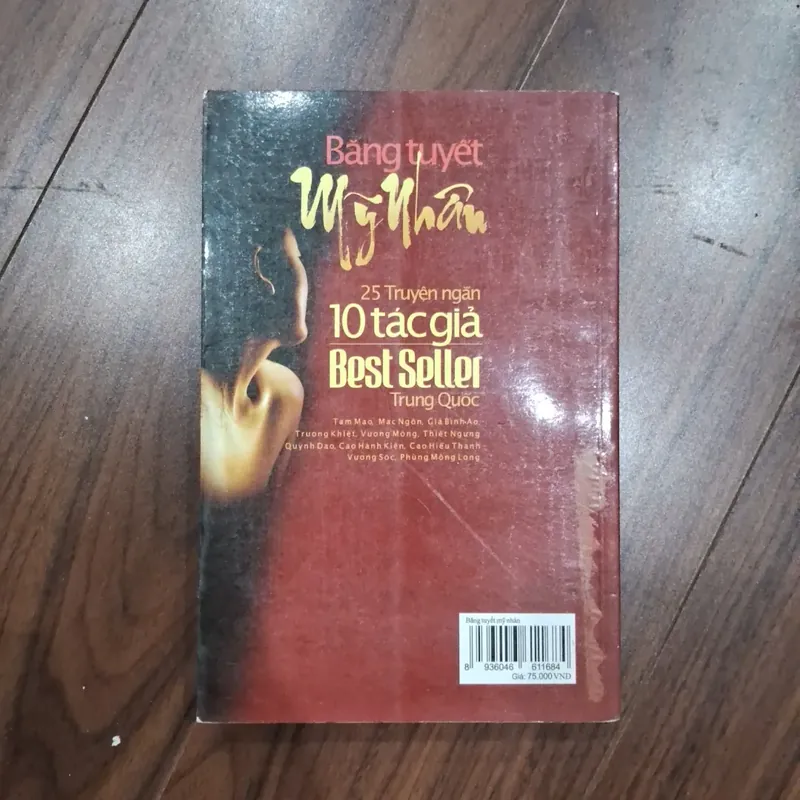 Băng tuyết
Mỹ Nhân
25 Truyện ngắn
10 tác giả
Best Seller
Trung Quốc
Tam Mao, Mạc Ngôn, Giả Bình Ao,
Trương Khiết, Vương Mông, Thiết Ngưng
Quỳnh Dao, Cao Hành Kiện, Cao Hiểu Thanh
Vương Sóc, Phùng Mộng Long
Băng tuyết mỹ nhân
8 936046 611684
Giá: 75.000 VND